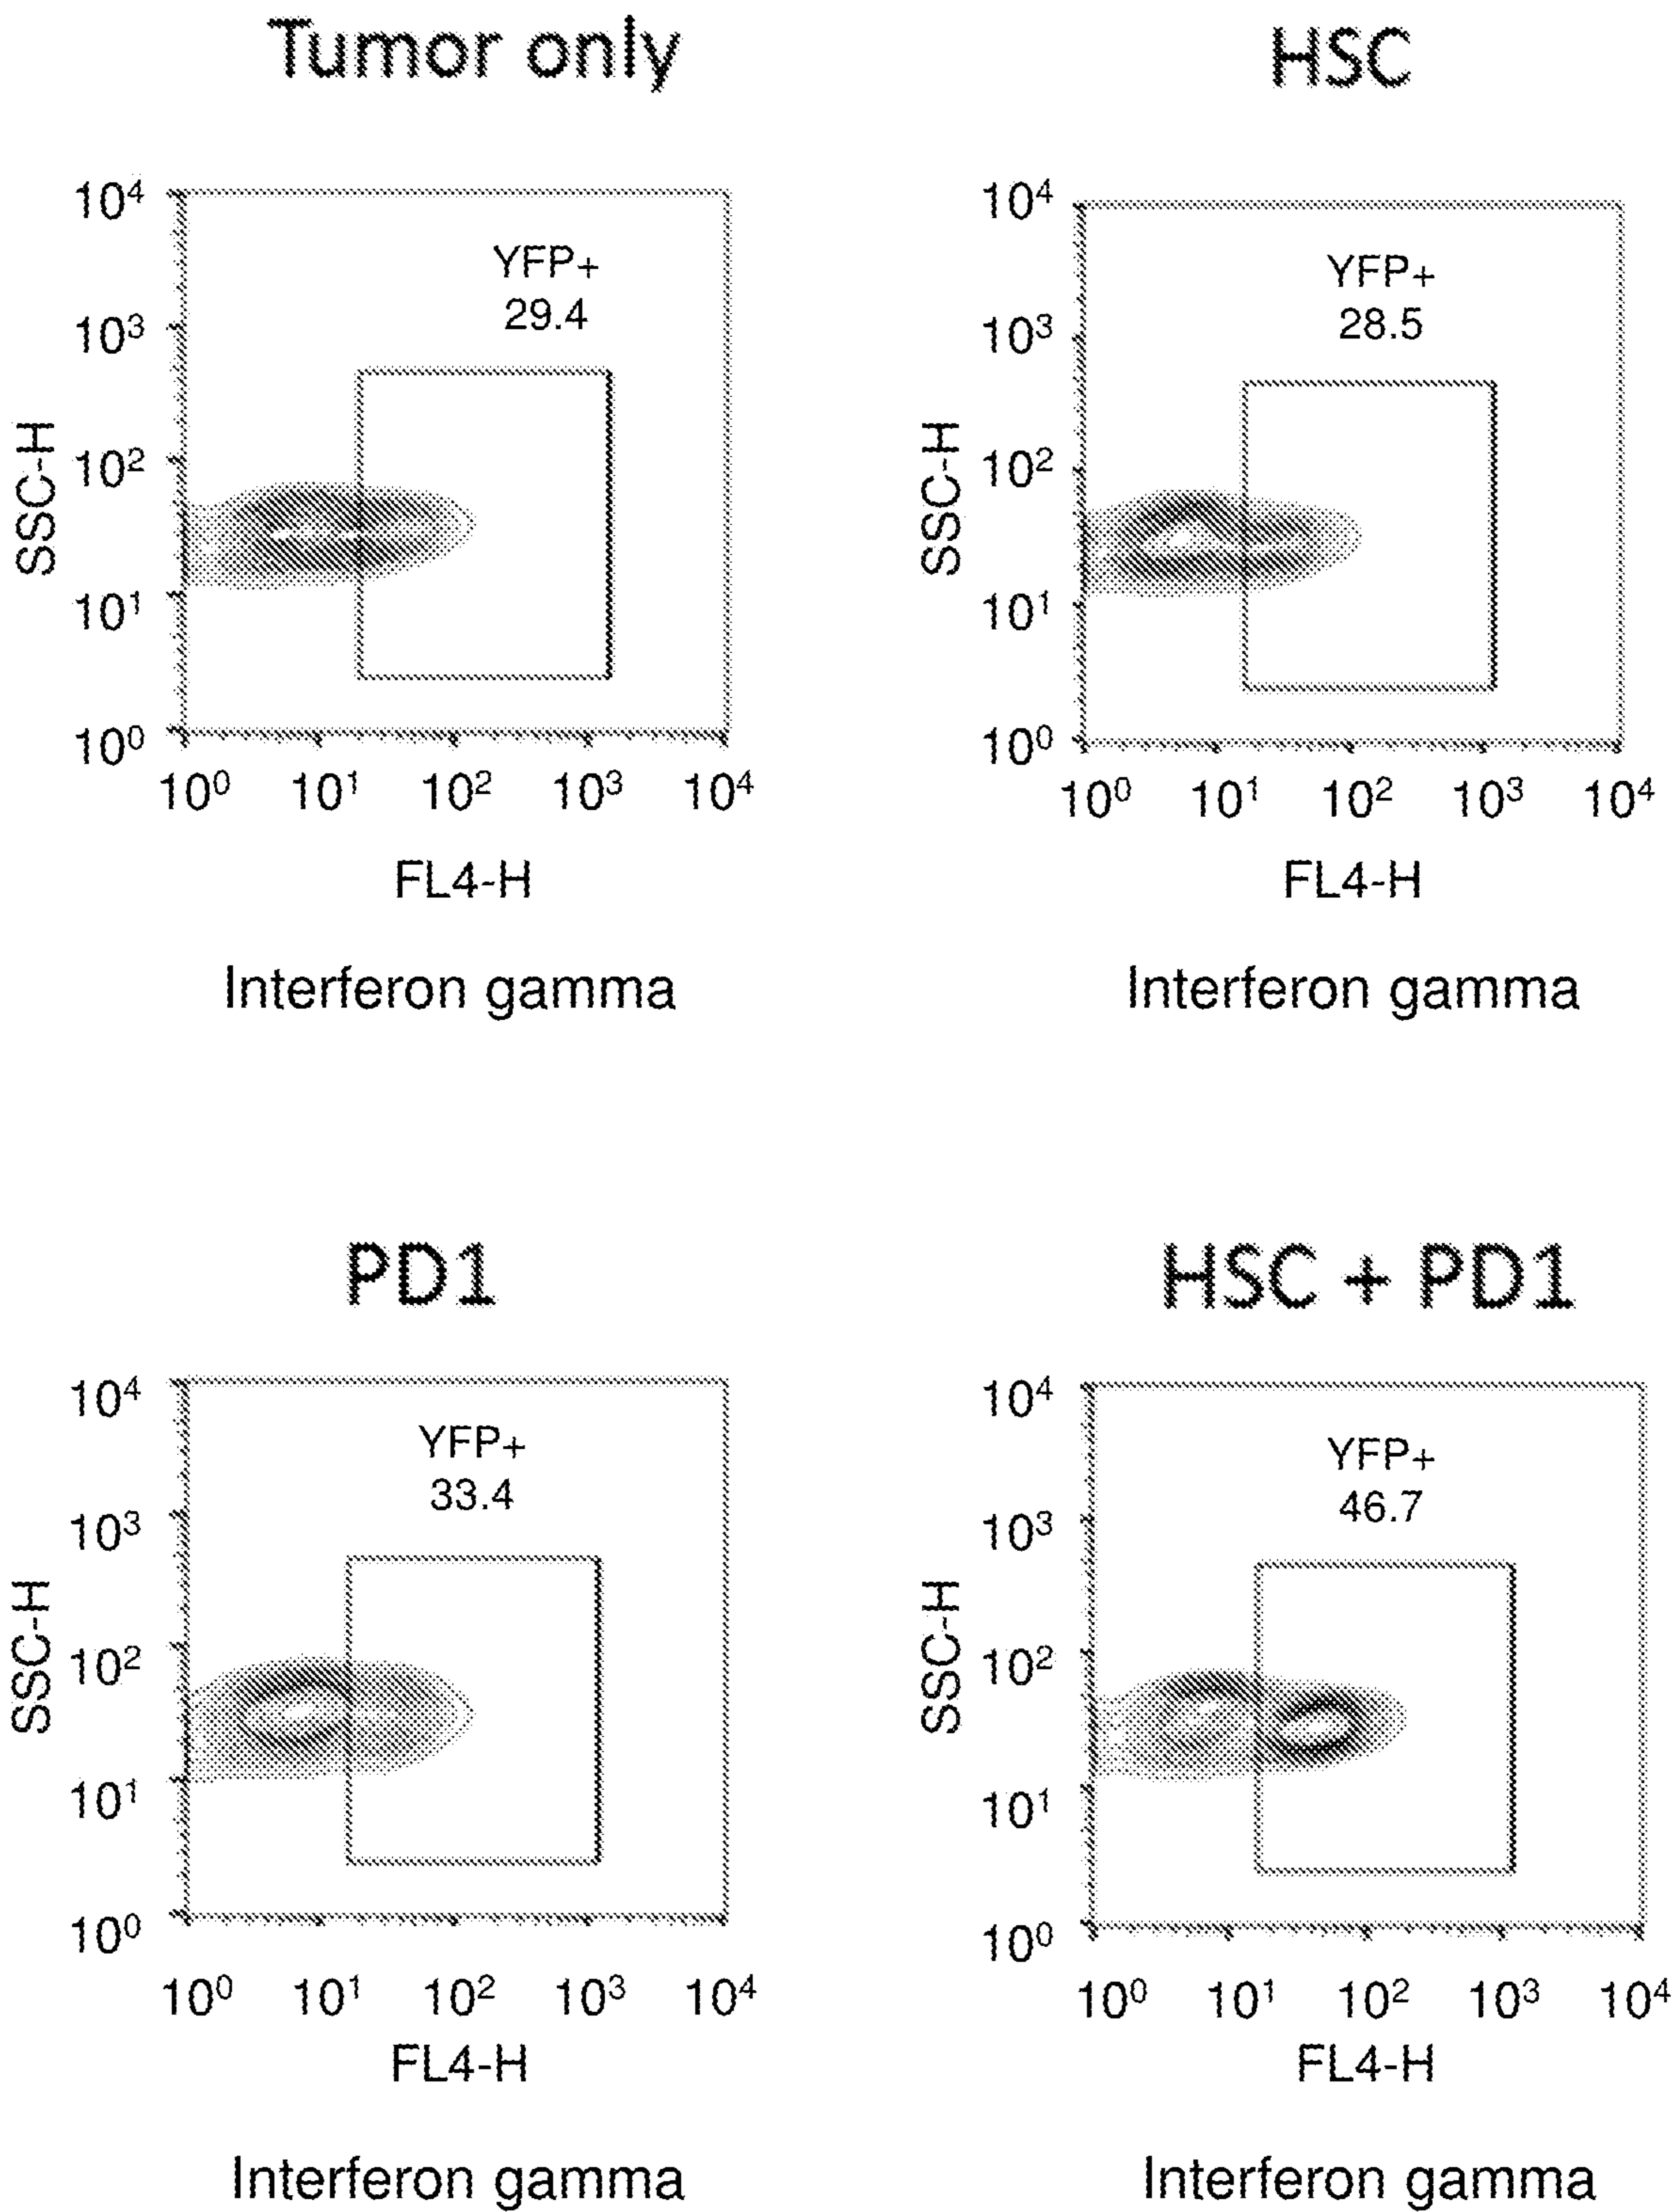 Tumor only
10⁴
10³
10²
10¹
10⁰
SSC-H
YFP+
29.4
10⁰ 10¹ 10² 10³ 10⁴
FL4-H
Interferon gamma
HSC
10⁴
10³
10²
10¹
10⁰
SSC-H
YFP+
28.5
10⁰ 10¹ 10² 10³ 10⁴
FL4-H
Interferon gamma
PD1
10⁴
10³
10²
10¹
10⁰
SSC-H
YFP+
33.4
10⁰ 10¹ 10² 10³ 10⁴
FL4-H
Interferon gamma
HSC + PD1
10⁴
10³
10²
10¹
10⁰
SSC-H
YFP+
46.7
10⁰ 10¹ 10² 10³ 10⁴
FL4-H
Interferon gamma